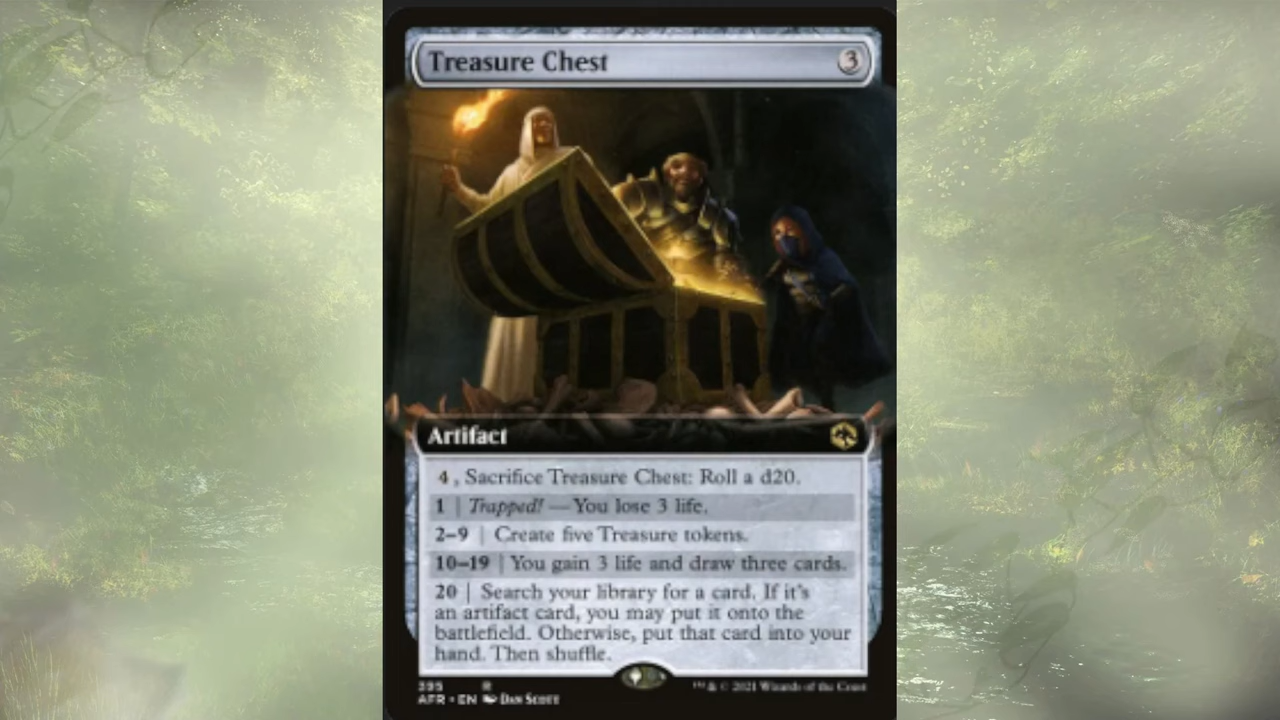 Treasure Chest 3
Artifact
4, Sacrifice Treasure Chest: Roll a d20.
1 | Trapped! — You lose 3 life.
2–9 | Create five Treasure tokens.
10–19 | You gain 3 life and draw three cards.
20 | Search your library for a card. If it's
an artifact card, you may put it onto the
battlefield. Otherwise, put that card into your
hand. Then shuffle.
395 R
AFR • EN Dan Scott
™ & © 2021 Wizards of the Coast